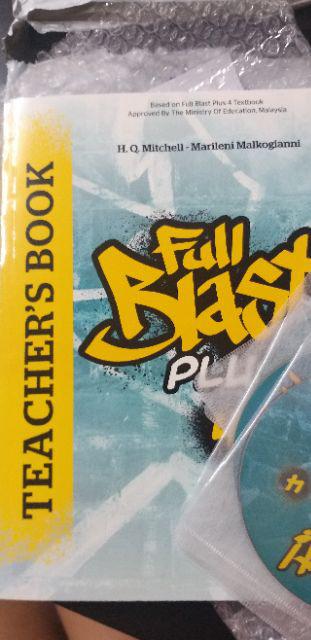 Based on Full Blast Plus 4 Textbook
Approved By The Ministry Of Education, Malaysia
H. Q. Mitchell - Marileni Malkogianni
TEACHER'S BOOK
Full
Blast